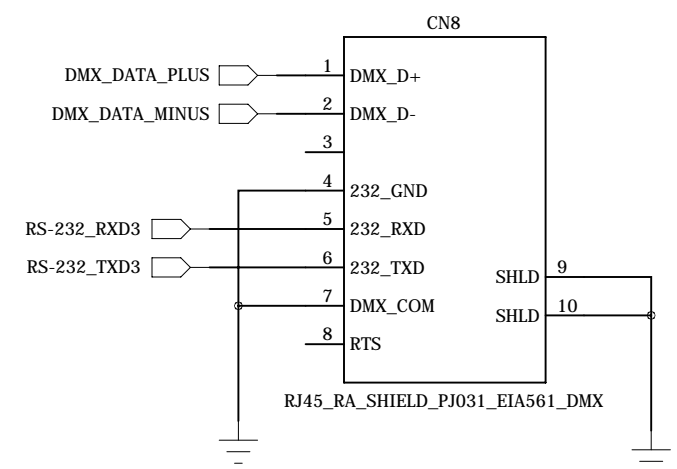 CN8
DMX_DATA_PLUS 1 DMX_D+
DMX_DATA_MINUS 2 DMX_D-
3
4 232_GND
RS-232_RXD3 5 232_RXD
RS-232_TXD3 6 232_TXD
SHLD 9
7 DMX_COM
SHLD 10
8 RTS
RJ45_RA_SHIELD_PJ031_EIA561_DMX